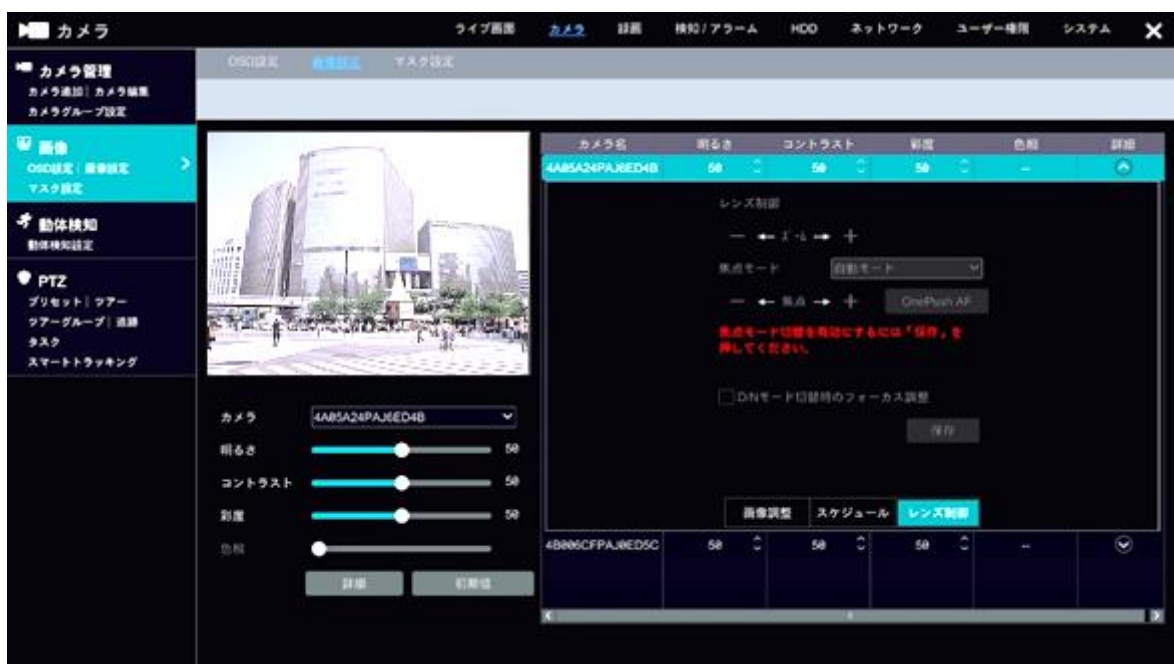 カメラ
ライブ画面 カメラ 録画 検知/アラーム HDD ネットワーク ユーザー権限 システム
カメラ管理
カメラ追加 | カメラ編集
カメラグループ設定
OSD設定 画像設定 マスク設定
画像
OSD設定 | 画像設定
マスク設定
動体検知
動体検知設定
PTZ
プリセット | ツアー
ツアーグループ | 追跡
タスク
スマートトラッキング
カメラ 4A05A24PAJ6ED4B
明るさ 50
コントラスト 50
彩度 50
色相
詳細 初期値
カメラ名 明るさ コントラスト 彩度 色相 詳細
4A05A24PAJ6ED4B 50 50 50 --
レンズ制御
− ← ズーム → +
焦点モード 自動モード
− ← 焦点 → + OnePush AF
焦点モード切替を有効にするには「保存」を
押してください。
D/Nモード切替時のフォーカス調整
保存
画像調整 スケジュール レンズ制御
4B006CFPAJ0ED5C 50 50 50 --